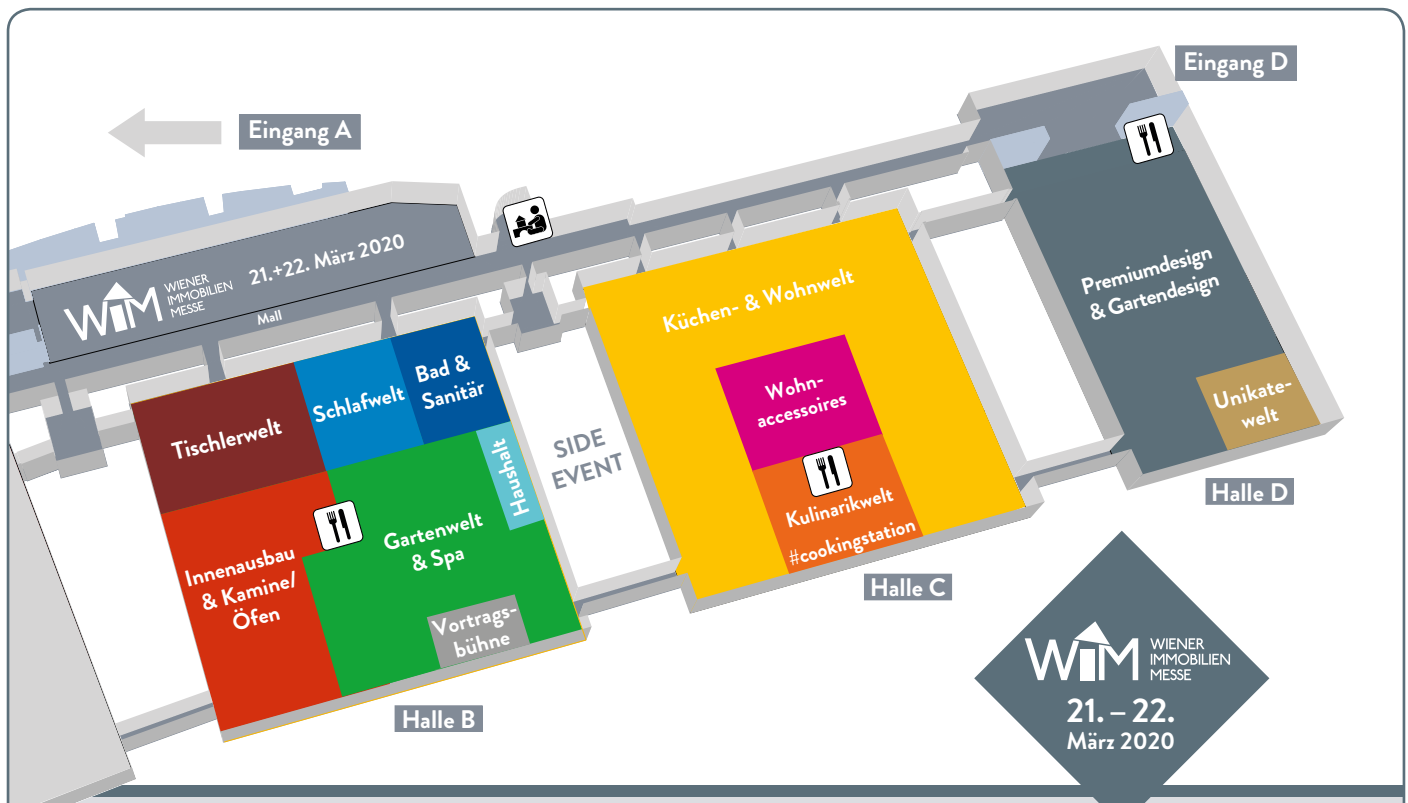 Eingang D
Eingang A
WIM WIENER
IMMOBILIEN
MESSE
21.+22. März 2020
Mall
Tischlerwelt
Schlafwelt
Bad &
Sanitär
Haushalt
Innenausbau
& Kamine/
Öfen
Gartenwelt
& Spa
Vortrags-
bühne
Halle B
SIDE
EVENT
Küchen- & Wohnwelt
Wohn-
accessoires
Kulinarikwelt
#cookingstation
Halle C
Premiumdesign
& Gartendesign
Unikate-
welt
Halle D
WIM WIENER
IMMOBILIEN
MESSE
21. – 22.
März 2020